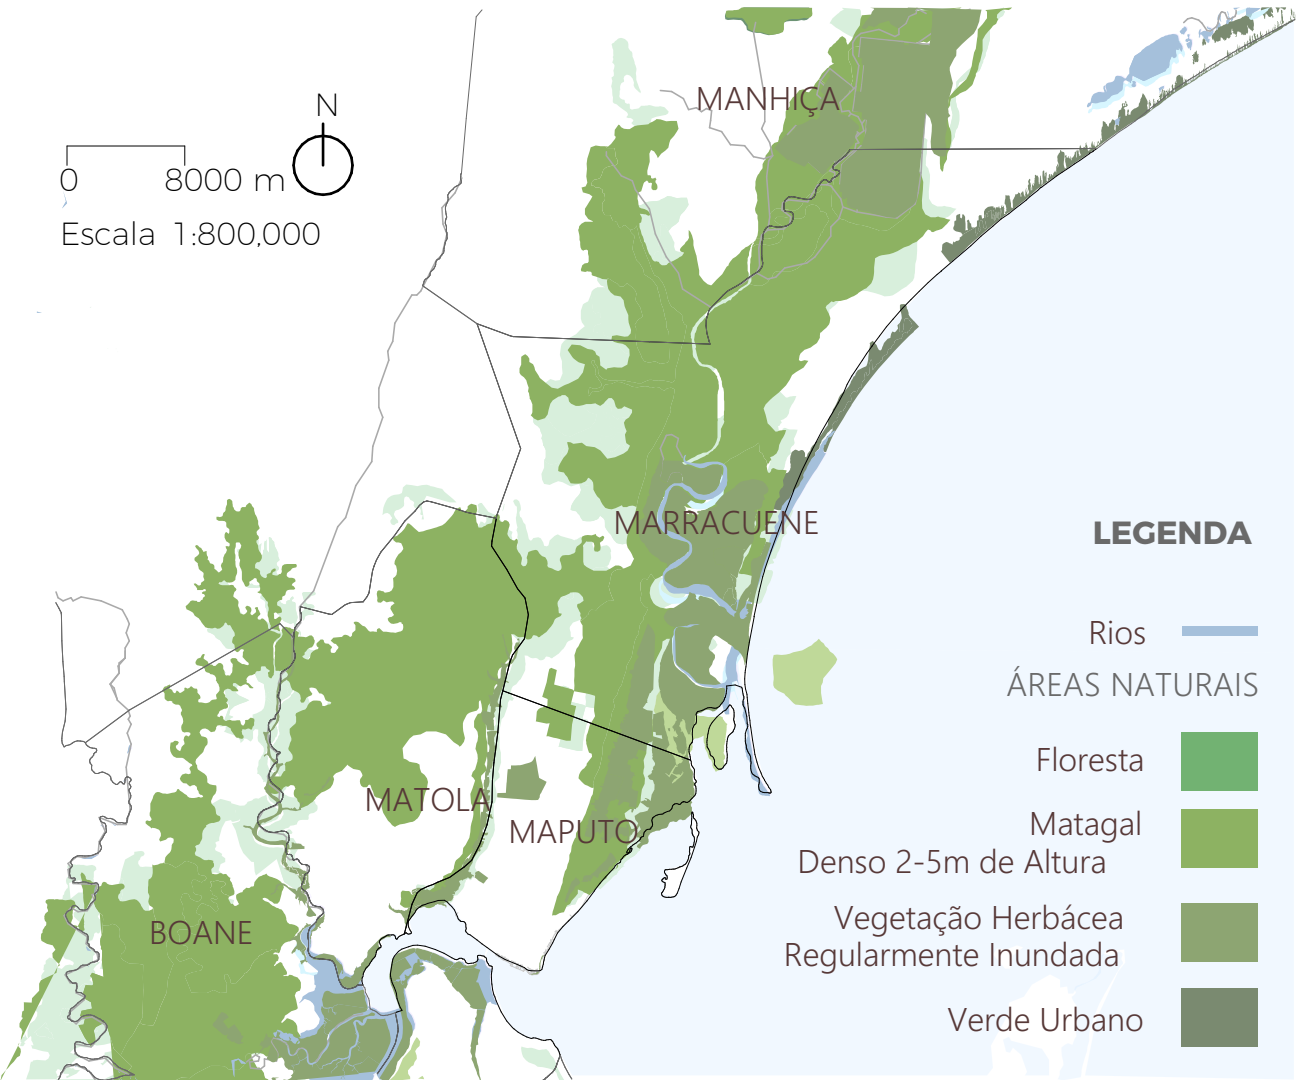 MANHIÇA
N
0 8000 m
Escala 1:800,000
MARRACUENE
LEGENDA
Rios
ÁREAS NATURAIS
Floresta
Matagal
Denso 2-5m de Altura
MATOLA
MAPUTO
Vegetação Herbácea
Regularmente Inundada
BOANE
Verde Urbano